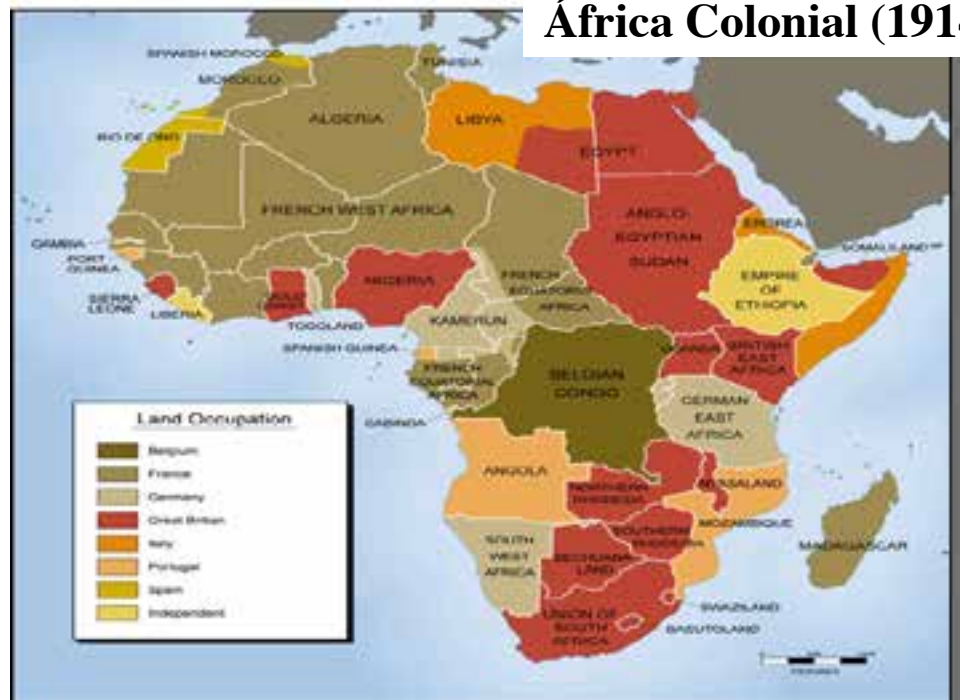 África Colonial (191
SPANISH MOROCCO
MOROCCO
TUNISIA
ALGERIA
LIBYA
EGYPT
RIO DE ORO
FRENCH WEST AFRICA
ANGLO-
EGYPTIAN
SUDAN
ERITREA
SOMALILAND
GAMBIA
PORT
GUINEA
SIERRA
LEONE
LIBERIA
TOGOLAND
NIGERIA
KAMERUN
FRENCH
EQUATORIAL
AFRICA
EMPIRE
OF
ETHIOPIA
SPANISH GUINEA
FRENCH
EQUATORIAL
AFRICA
BELGIAN
CONGO
UGANDA
BRITISH
EAST
AFRICA
GERMAN
EAST
AFRICA
CABINDA
ANGOLA
NORTHERN
RHODESIA
NYASALAND
MOZAMBIQUE
SOUTHERN
RHODESIA
MADAGASCAR
SOUTH
WEST
AFRICA
BECHUANA-
LAND
SWAZILAND
BASUTOLAND
UNION OF
SOUTH
AFRICA
Land Occupation
Belgium
France
Germany
Great Britian
Italy
Portugal
Spain
Independent